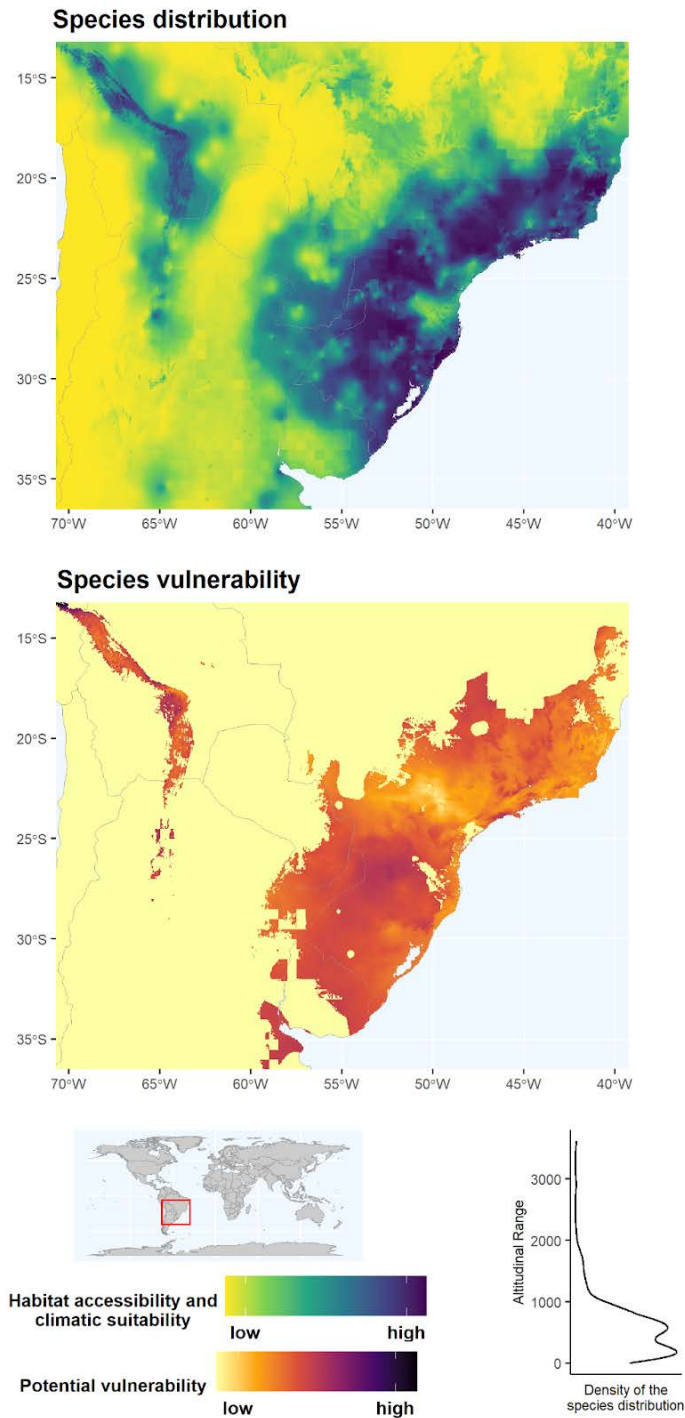 Species distribution
15°S
20°S
25°S
30°S
35°S
70°W 65°W 60°W 55°W 50°W 45°W 40°W
Species vulnerability
15°S
20°S
25°S
30°S
35°S
70°W 65°W 60°W 55°W 50°W 45°W 40°W
Habitat accessibility and
climatic suitability
low high
Potential vulnerability
low high
Altitudinal Range
3000
2000
1000
0
Density of the
species distribution